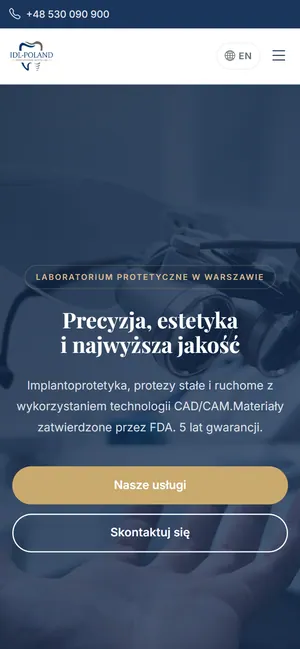 +48 530 090 900
IDL-POLAND
EN
LABORATORIUM PROTETYCZNE W WARSZAWIE
Precyzja, estetyka
i najwyższa jakość
Implantoprotetyka, protezy stałe i ruchome z
wykorzystaniem technologii CAD/CAM.Materiały
zatwierdzone przez FDA. 5 lat gwarancji.
Nasze usługi
Skontaktuj się